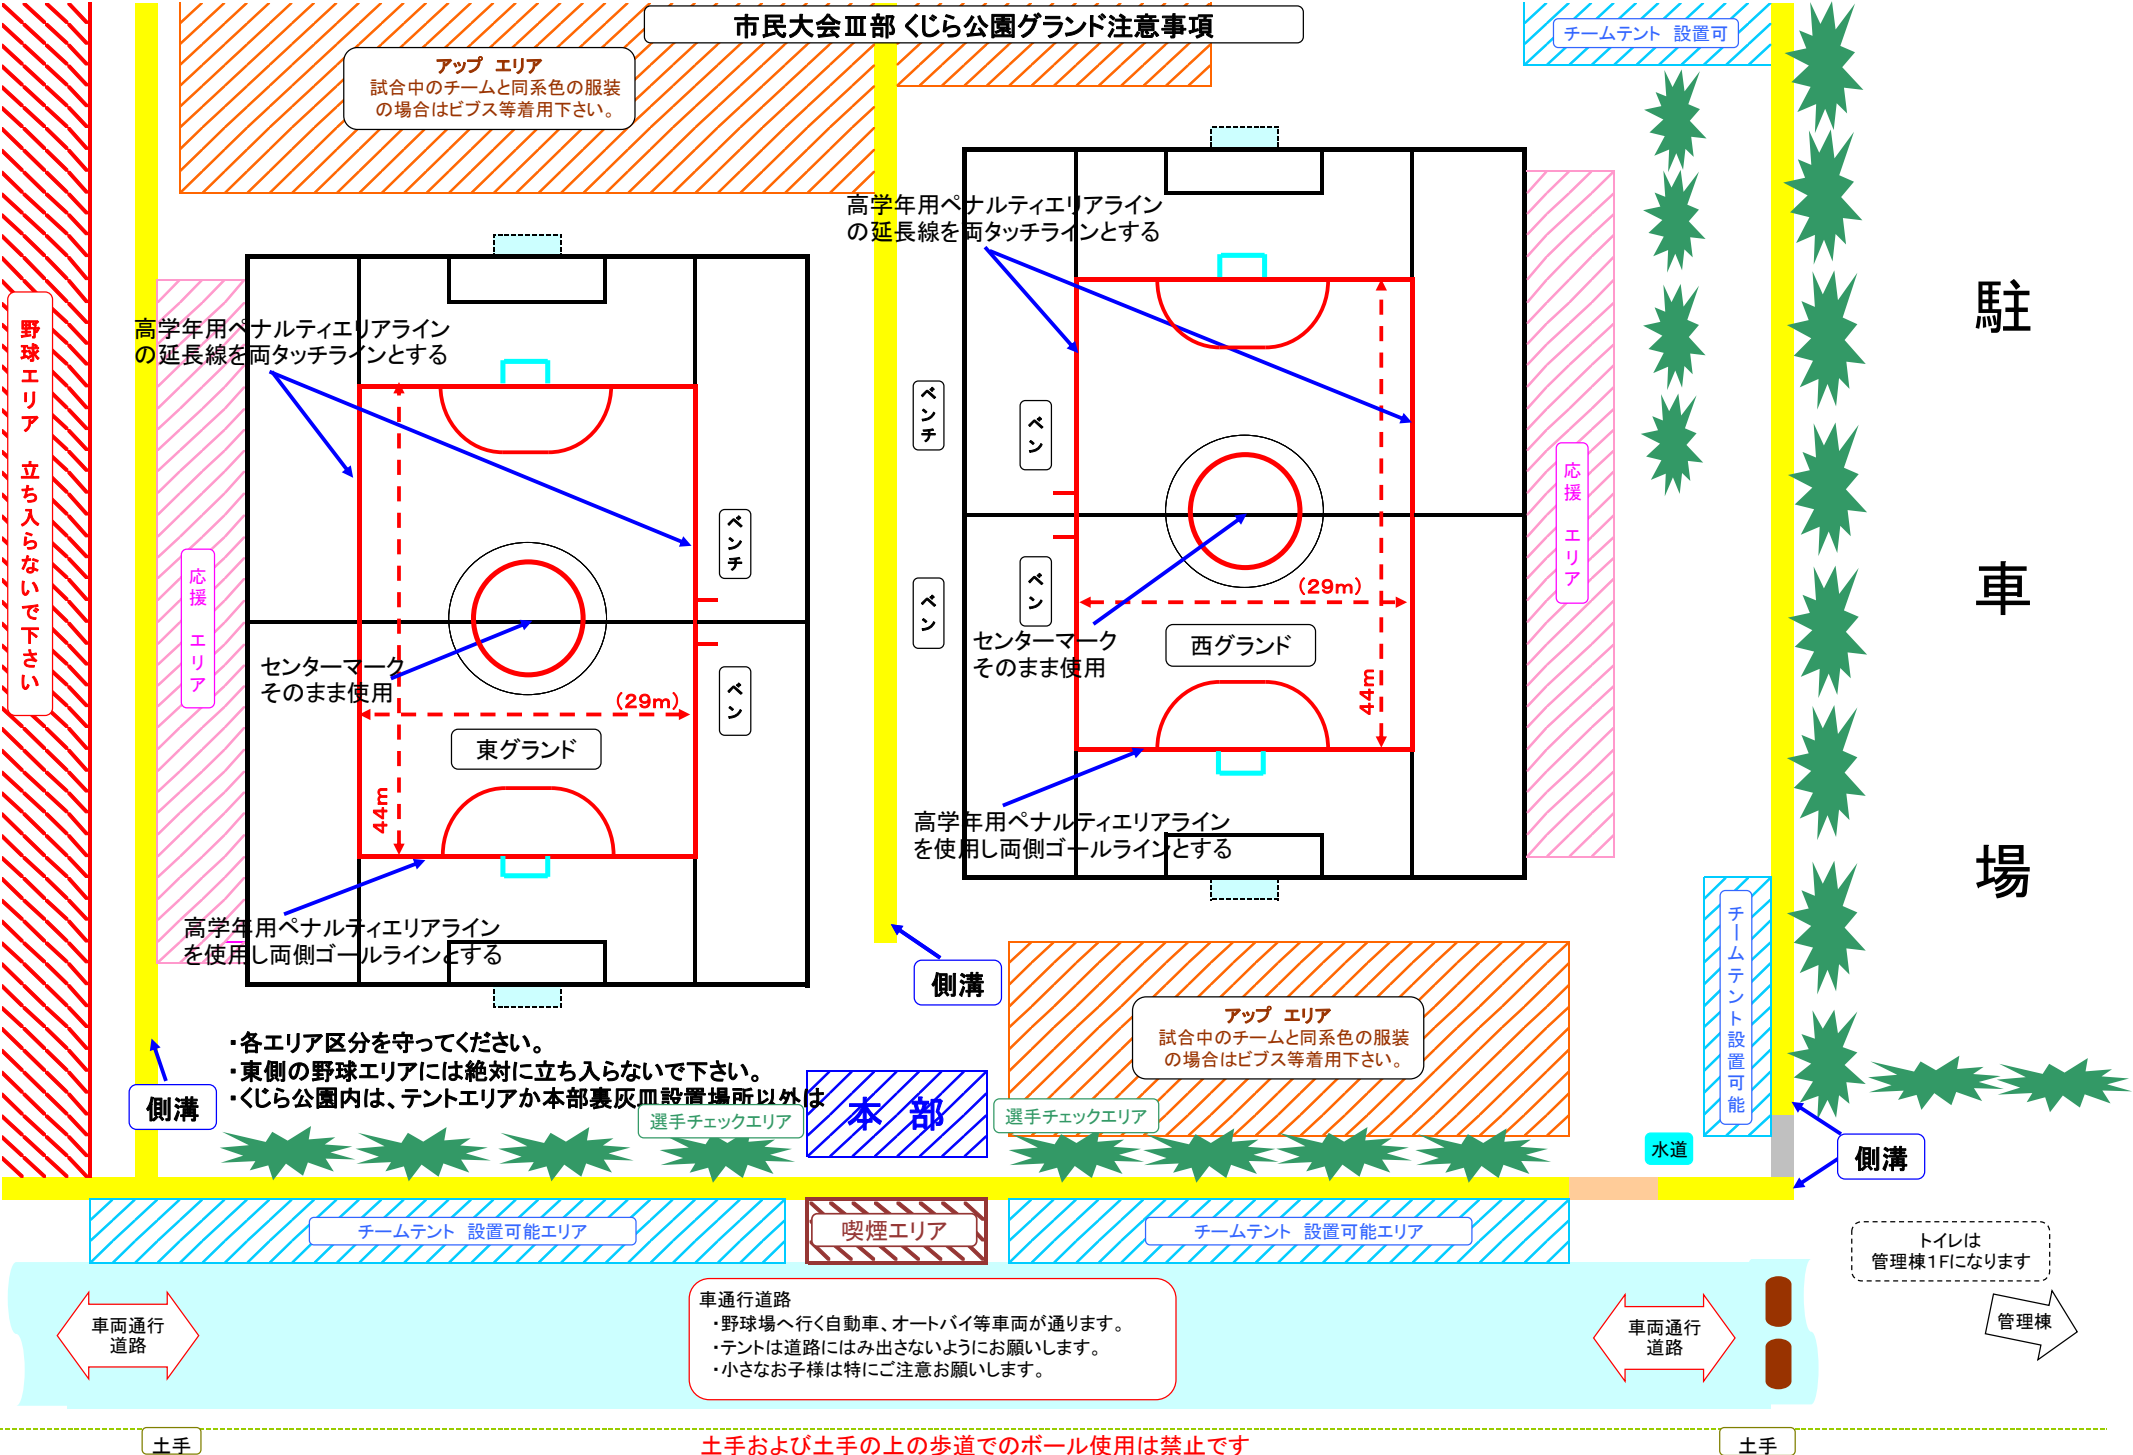 市民大会Ⅲ部 くじら公園グランド注意事項
チームテント　設置可
アップ　エリア
試合中のチームと同系色の服装
の場合はビブス等着用下さい。
高学年用ペナルティエリアライン
の延長線を両タッチラインとする
高学年用ペナルティエリアライン
の延長線を両タッチラインとする
野球エリア　立ち入らないで下さい
応援　エリア
ベンチ
ベン
ベンチ
ベン
ベン
ベン
応援　エリア
駐車場
(29m)
センターマーク
そのまま使用
西グランド
44m
センターマーク
そのまま使用
(29m)
東グランド
44m
高学年用ペナルティエリアライン
を使用し両側ゴールラインとする
高学年用ペナルティエリアライン
を使用し両側ゴールラインとする
側溝
チームテント設置可能
アップ　エリア
試合中のチームと同系色の服装
の場合はビブス等着用下さい。
・各エリア区分を守ってください。
・東側の野球エリアには絶対に立ち入らないで下さい。
・くじら公園内は、テントエリアか本部裏灰皿設置場所以外は
側溝
選手チェックエリア
本　部
選手チェックエリア
水道
側溝
チームテント　設置可能エリア
喫煙エリア
チームテント　設置可能エリア
トイレは
管理棟１Fになります
管理棟
車両通行
道路
車通行道路
・野球場へ行く自動車、オートバイ等車両が通ります。
・テントは道路にはみ出さないようにお願いします。
・小さなお子様は特にご注意お願いします。
車両通行
道路
土手
土手および土手の上の歩道でのボール使用は禁止です
土手